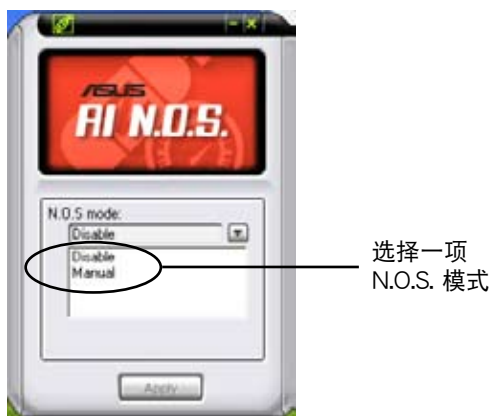 ASUS
AI N.O.S.
N.O.S mode:
Disable
Disable
Manual
选择一项
N.O.S. 模式
Apply